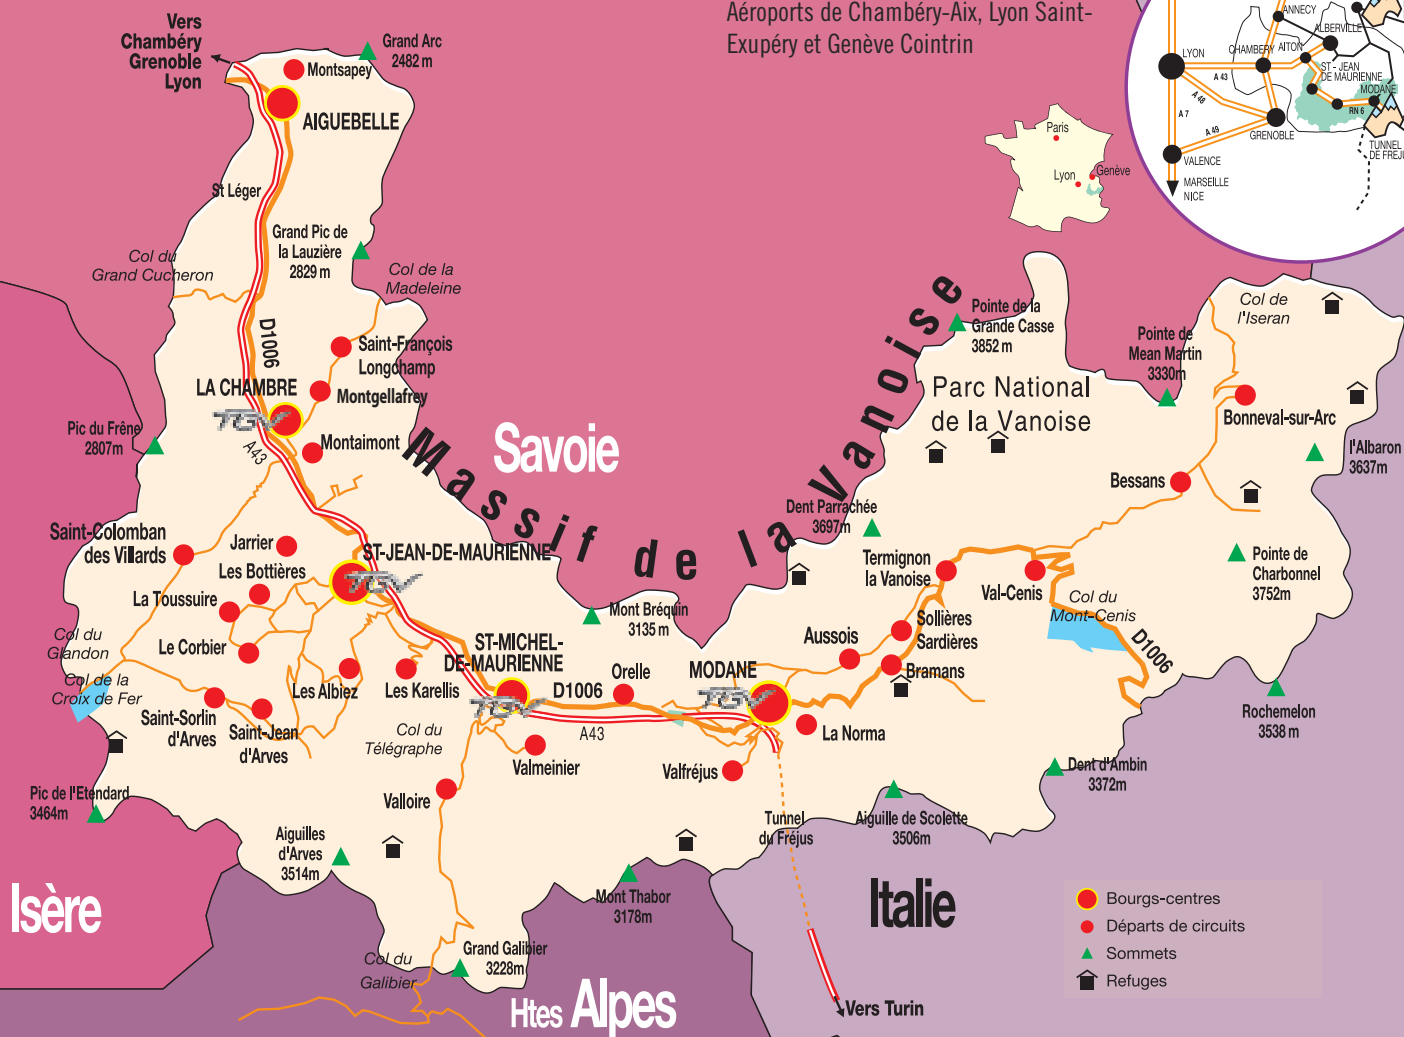 Aéroports de Chambéry-Aix, Lyon Saint-
Exupéry et Genève Cointrin
Vers
Chambéry
Grenoble
Lyon
Grand Arc
2482 m
Montsapey
AIGUEBELLE
St Léger
Grand Pic de
la Lauzière
2829 m
Col du
Grand Cucheron
Col de la
Madeleine
D1006
Saint-François
Longchamp
LA CHAMBRE
TGV
Montgellafrey
Pic du Frêne
2807m
A43
Montaimont
Savoie
Massif de la Vanoise
Saint-Colomban
des Villards
Jarrier
ST-JEAN-DE-MAURIENNE
TGV
Les Bottières
La Toussuire
Col du
Glandon
Le Corbier
Col de la
Croix de Fer
Les Albiez
Les Karellis
Saint-Sorlin
d'Arves
Saint-Jean
d'Arves
ST-MICHEL-
DE-MAURIENNE
TGV
D1006
A43
Orelle
Mont Bréquin
3135 m
MODANE
TGV
Col du
Télégraphe
Valmeinier
Valloire
Valfréjus
La Norma
Pic de l'Etendard
3464m
Aiguilles
d'Arves
3514m
Isère
Mont Thabor
3178m
Col du
Galibier
Grand Galibier
3228m
Htes Alpes
Tunnel
du Fréjus
Aiguille de Scolette
3506m
Italie
Vers Turin
Dent d'Ambin
3372m
Rochemelon
3538 m
Pointe de la
Grande Casse
3852 m
Parc National
de la Vanoise
Dent Parrachée
3697m
Termignon
la Vanoise
Sollières
Sardières
Aussois
Bramans
Val-Cenis
Col du
Mont-Cenis
D1006
Pointe de
Mean Martin
3330m
Col de
l'Iseran
Bonneval-sur-Arc
Bessans
l'Albaron
3637m
Pointe de
Charbonnel
3752m
Paris
Lyon
Genève
ANNECY
ALBERVILLE
LYON
CHAMBERY
AITON
A 43
ST - JEAN
DE MAURIENNE
MODANE
A 48
A 7
A 49
RN 6
GRENOBLE
TUNNEL
DE FREJU
VALENCE
MARSEILLE
NICE
Bourgs-centres
Départs de circuits
Sommets
Refuges